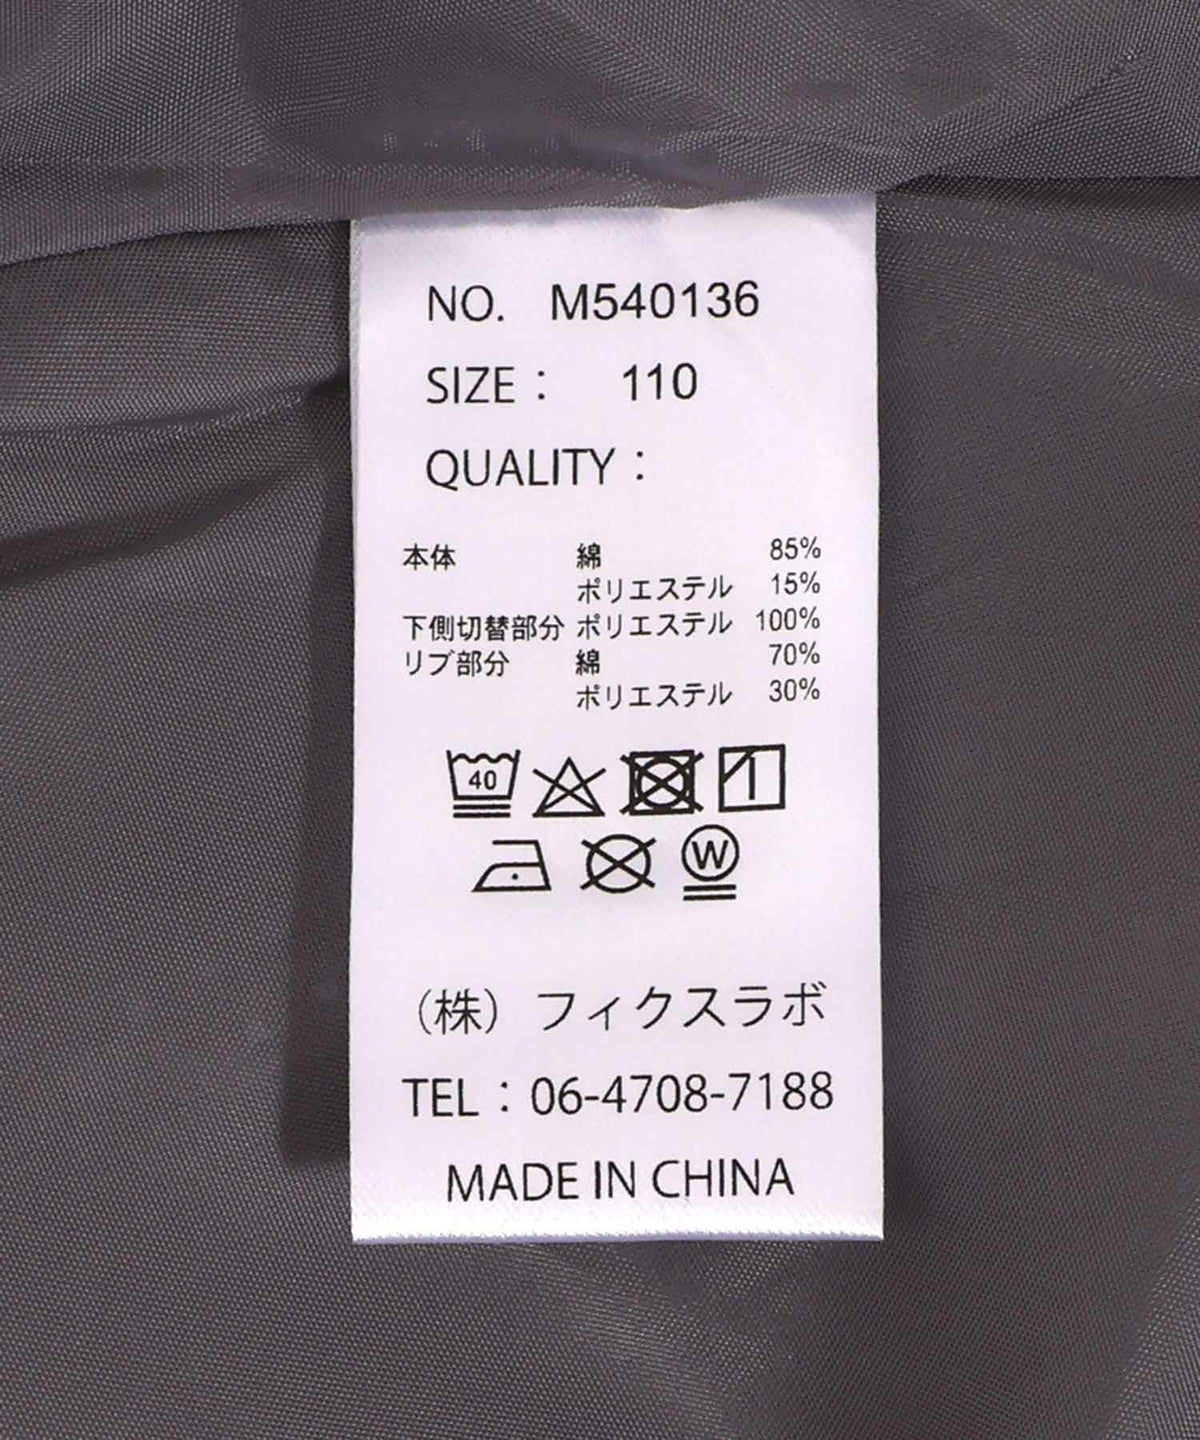 NO. M540136
SIZE： 110
QUALITY：
本体 綿 85%
ポリエステル 15%
下側切替部分 ポリエステル 100%
リブ部分 綿 70%
ポリエステル 30%
40
W
（株）フィクスラボ
TEL：06-4708-7188
MADE IN CHINA